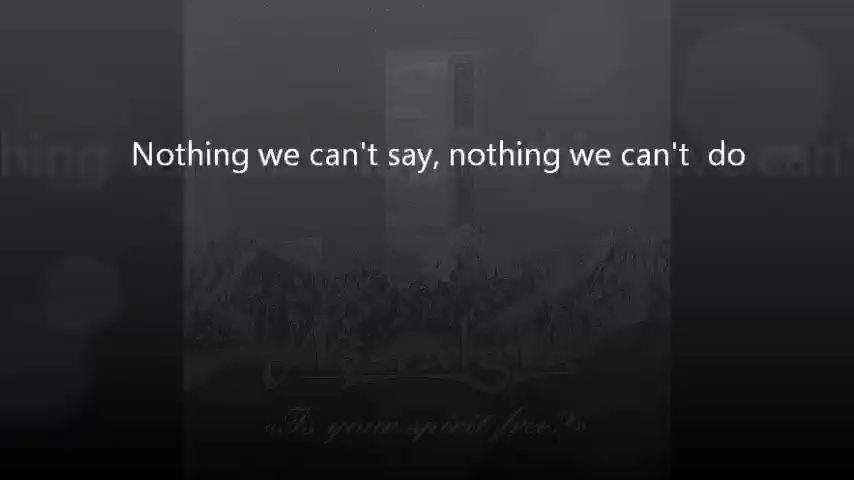 Nothing we can't say, nothing we can't  do
«Is your spirit free?»